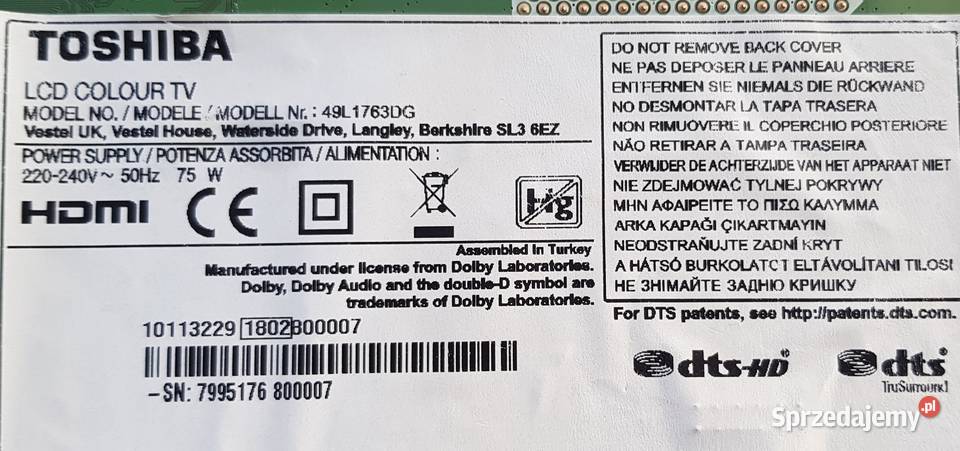 TOSHIBA
LCD COLOUR TV
MODEL NO. / MODELE / MODELL Nr. : 49L1763DG
Vestel UK, Vestel House, Waterside Drive, Langley, Berkshire SL3 6EZ
POWER SUPPLY / POTENZA ASSORBITA / ALIMENTATION :
220-240V ~ 50Hz 75 W
HDMI CE Hg
Assembled In Turkey
Manufactured under license from Dolby Laboratories.
Dolby, Dolby Audio and the double-D symbol are
trademarks of Dolby Laboratories.
10113229 1802B00007
-SN: 7995176 800007
DO NOT REMOVE BACK COVER
NE PAS DEPOSER LE PANNEAU ARRIERE
ENTFERNEN SIE NIEMALS DIE RÜCKWAND
NO DESMONTAR LA TAPA TRASERA
NON RIMUOVERE IL COPERCHIO POSTERIORE
NÃO RETIRAR A TAMPA TRASEIRA
VERWIJDER DE ACHTERZIJDE VAN HET APPARAAT NIET
NIE ZDEJMOWAĆ TYLNEJ POKRYWY
ΜΗΝ ΑΦΑΙΡΕΙΤΕ ΤΟ ΠΙΣΩ ΚΑΛΥΜΜΑ
ARKA KAPAĞI ÇIKARTMAYIN
NEODSTRAŇUJTE ZADNÍ KRYT
A HÁTSÓ BURKOLATOT ELTÁVOLÍTANI TILOS!
НЕ ЗНІМАЙТЕ ЗАДНЮ КРИШКУ
For DTS patents, see http://patents.dts.com.
dts-HD dts
TruSurround
Sprzedajemy.pl